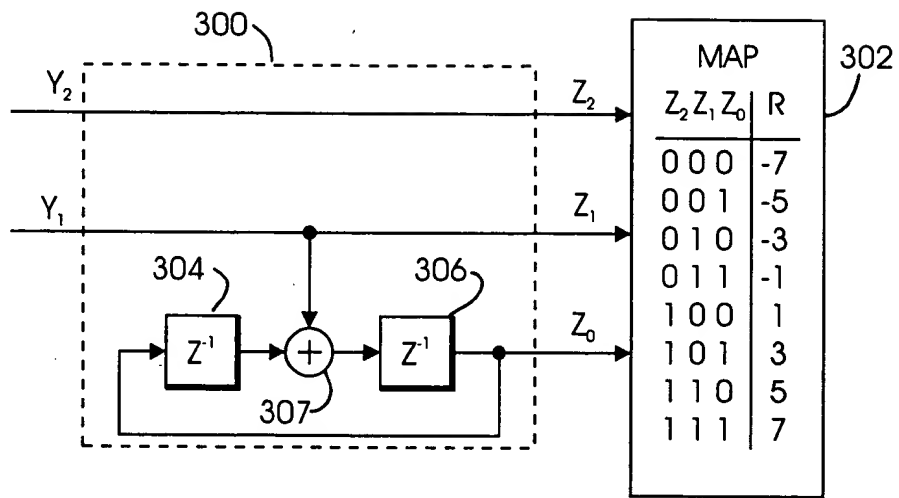 300
MAP
302
Y₂
Z₂
Z₂ Z₁ Z₀ R
0 0 0 -7
0 0 1 -5
Y₁
Z₁
0 1 0 -3
0 1 1 -1
304
306
1 0 0 1
Z⁻¹
+
Z⁻¹
Z₀
1 0 1 3
307
1 1 0 5
1 1 1 7